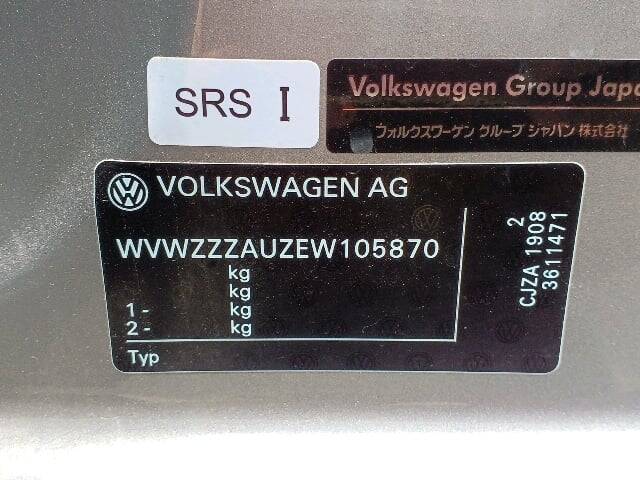 SRS I
Volkswagen Group Japa
フォルクスワーゲン グループ ジャパン 株式会社
VOLKSWAGEN AG
WVWZZZAUZEW105870
kg
kg
1 - kg
2 - kg
Typ
2
CJZA 1908
3611471